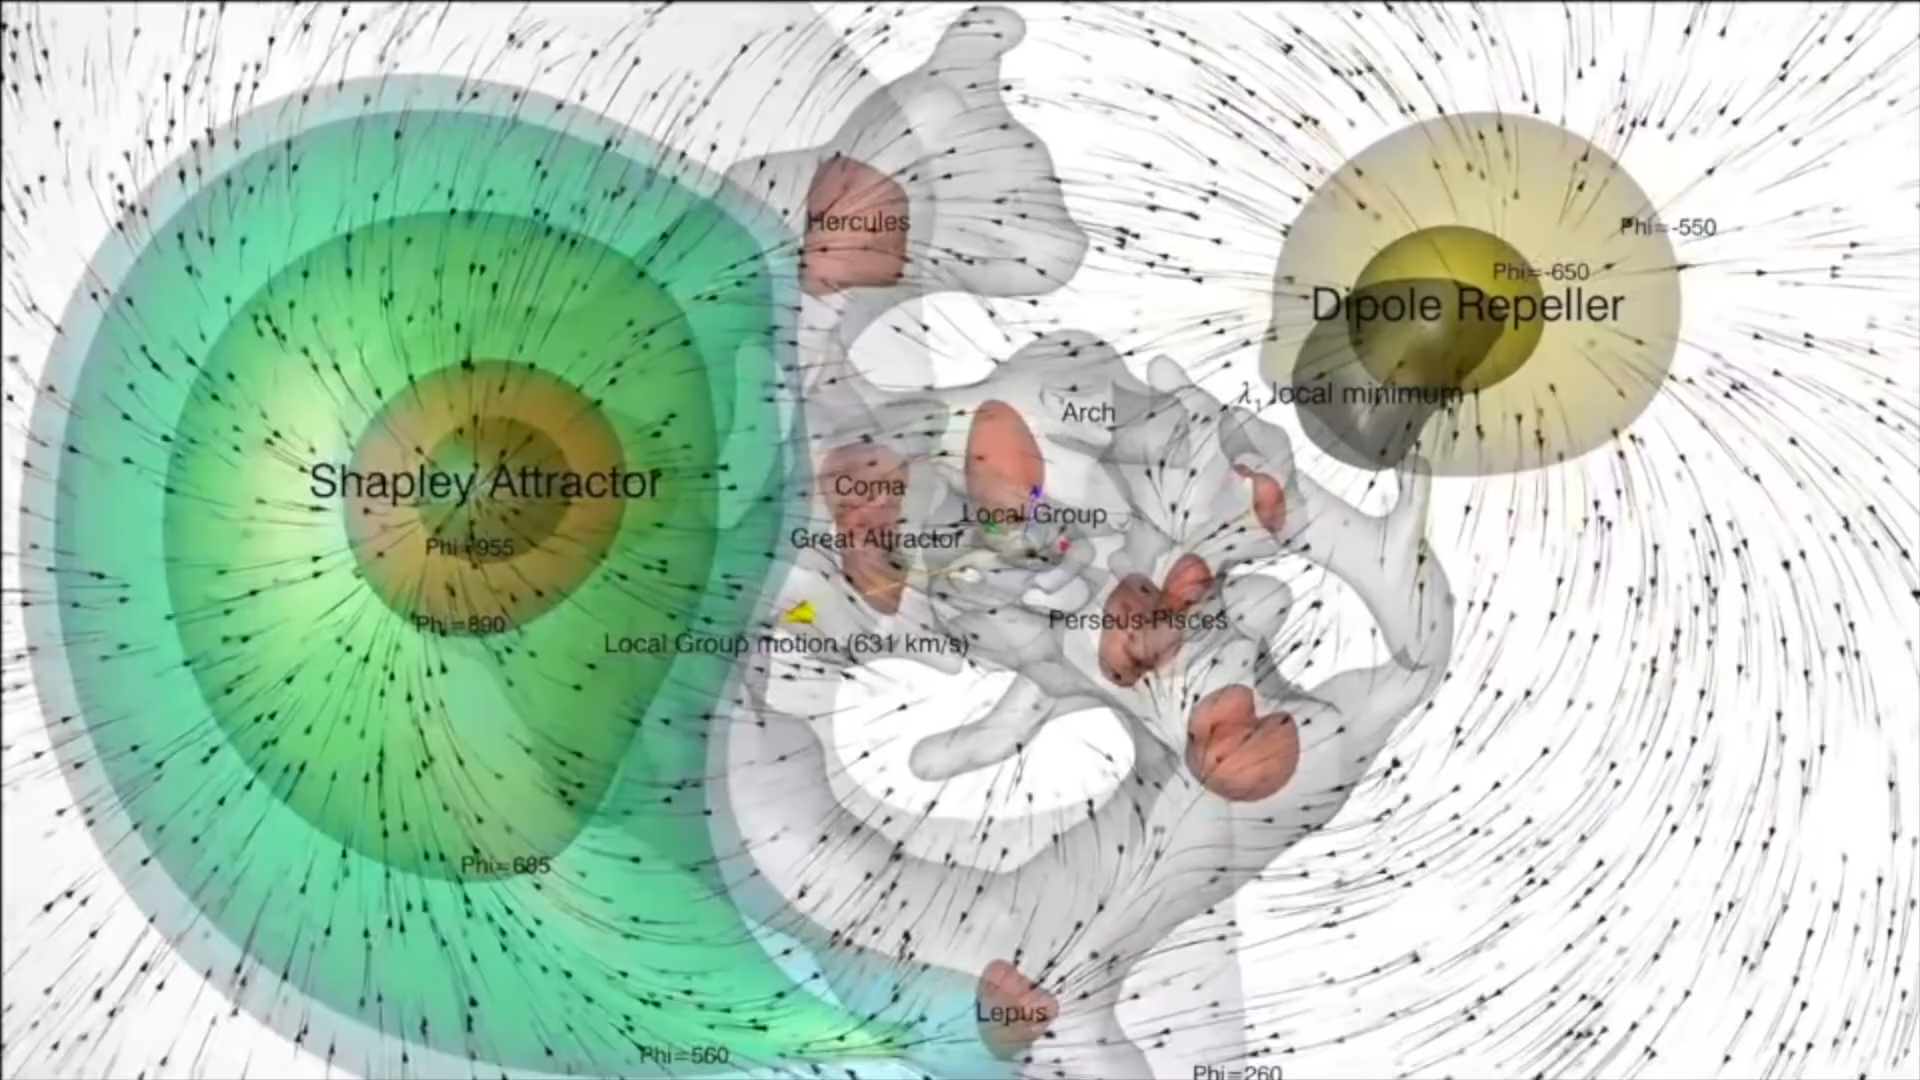 Hercules
Phi=-550
Phi=-650
Dipole Repeller
λ₁ local minimum
Arch
Shapley Attractor
Coma
Local Group
Great Attractor
Phi=955
Phi=890
Perseus-Pisces
Local Group motion (631 km/s)
Phi=685
Lepus
Phi=560
Phi=260